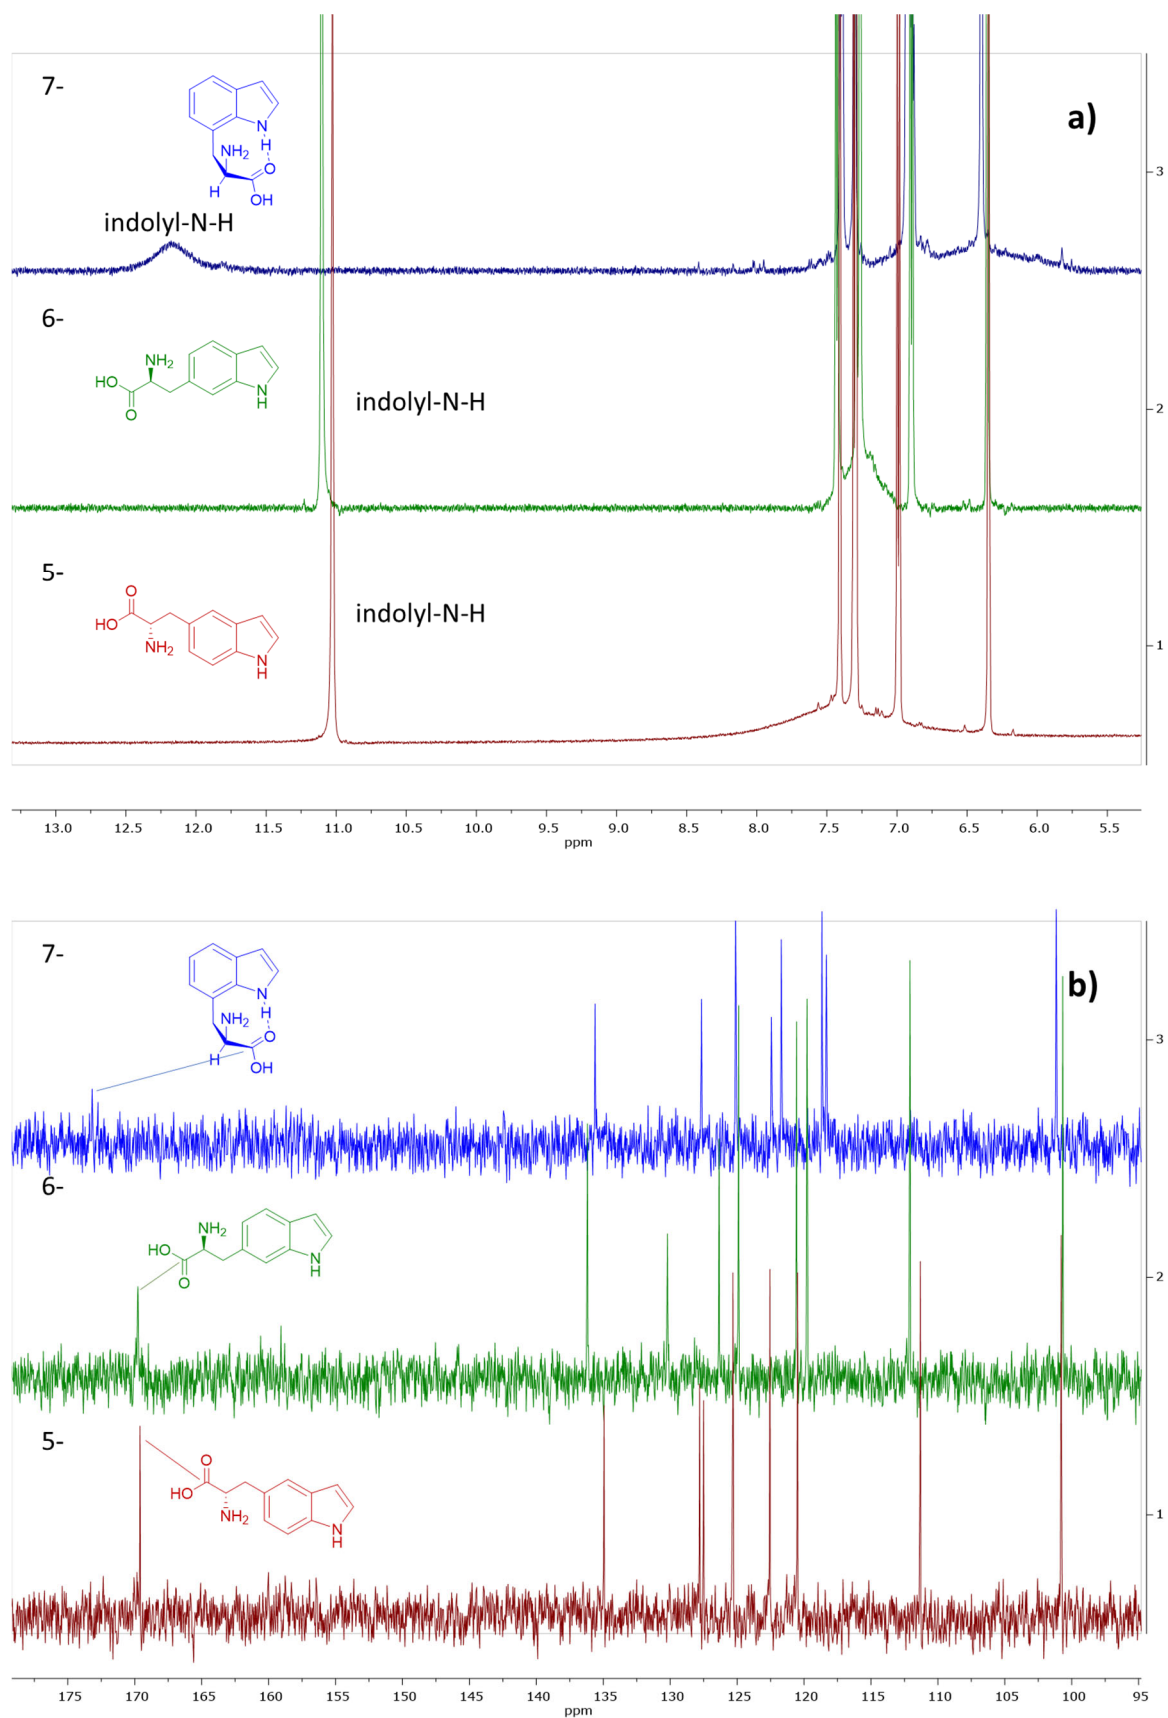 7-
a)
N
H
NH2
O
H
OH
3
indolyl-N-H
6-
NH2
HO
O
N
H
indolyl-N-H
2
5-
O
HO
NH2
N
H
indolyl-N-H
1
13.0 12.5 12.0 11.5 11.0 10.5 10.0 9.5 9.0 8.5 8.0 7.5 7.0 6.5 6.0 5.5
ppm
7-
b)
N
H
NH2
O
H
OH
3
6-
NH2
HO
O
N
H
2
5-
O
HO
NH2
N
H
1
175 170 165 160 155 150 145 140 135 130 125 120 115 110 105 100 95
ppm